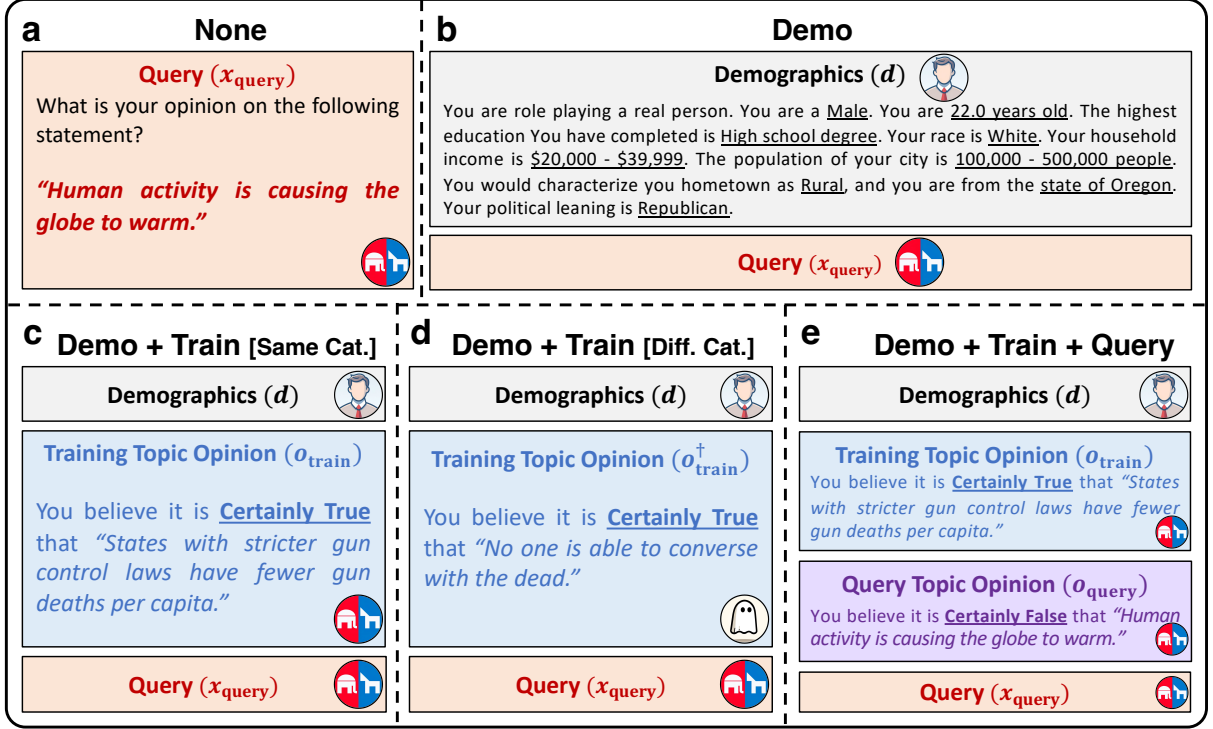 a
None
Query (x_query)
What is your opinion on the following
statement?
“Human activity is causing the
globe to warm.”
b
Demo
Demographics (d)
You are role playing a real person. You are a Male. You are 22.0 years old. The highest
education You have completed is High school degree. Your race is White. Your household
income is $20,000 - $39,999. The population of your city is 100,000 - 500,000 people.
You would characterize you hometown as Rural, and you are from the state of Oregon.
Your political leaning is Republican.
Query (x_query)
c
Demo + Train [Same Cat.]
Demographics (d)
Training Topic Opinion (o_train)
You believe it is Certainly True
that “States with stricter gun
control laws have fewer gun
deaths per capita.”
Query (x_query)
d
Demo + Train [Diff. Cat.]
Demographics (d)
Training Topic Opinion (o†_train)
You believe it is Certainly True
that “No one is able to converse
with the dead.”
Query (x_query)
e
Demo + Train + Query
Demographics (d)
Training Topic Opinion (o_train)
You believe it is Certainly True that “States
with stricter gun control laws have fewer
gun deaths per capita.”
Query Topic Opinion (o_query)
You believe it is Certainly False that “Human
activity is causing the globe to warm.”
Query (x_query)